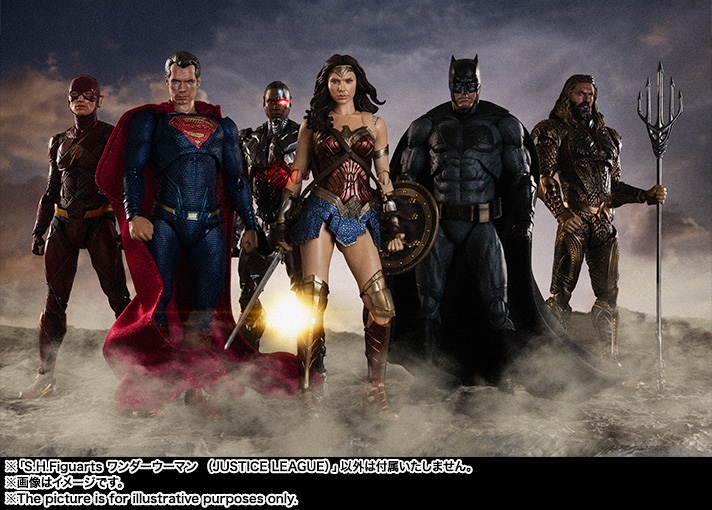 ※「S.H.Figuarts ワンダーウーマン (JUSTICE LEAGUE)」以外は付属いたしません。
※画像はイメージです。
※The picture is for illustrative purposes only.